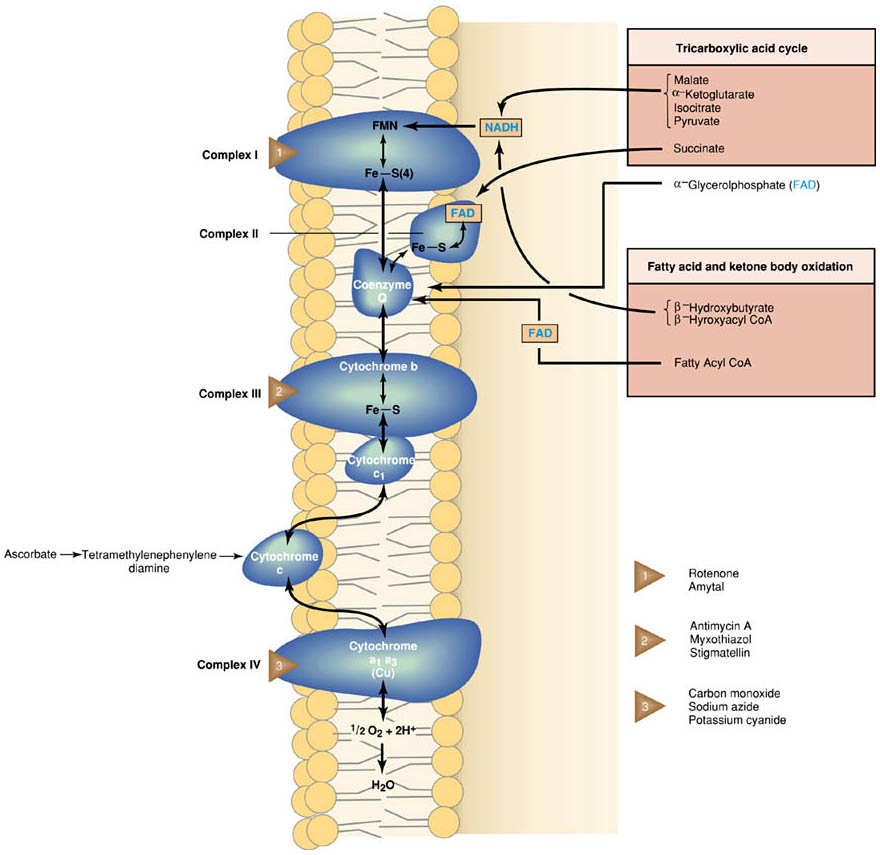 Tricarboxylic acid cycle
Malate
α-Ketoglutarate
Isocitrate
Pyruvate
Succinate
α-Glycerolphosphate (FAD)
Fatty acid and ketone body oxidation
β-Hydroxybutyrate
β-Hyroxyacyl CoA
Fatty Acyl CoA
FAD
NADH
FMN
Complex I
1
Fe-S(4)
FAD
Complex II
Fe-S
Coenzyme
Q
Cytochrome b
Complex III
2
Fe-S
Cytochrome
c1
Ascorbate
Tetramethylenephenylene
diamine
Cytochrome
c
Cytochrome
a1 a3
(Cu)
Complex IV
3
1/2 O2 + 2H+
H2O
1
Rotenone
Amytal
2
Antimycin A
Myxothiazol
Stigmatellin
3
Carbon monoxide
Sodium azide
Potassium cyanide